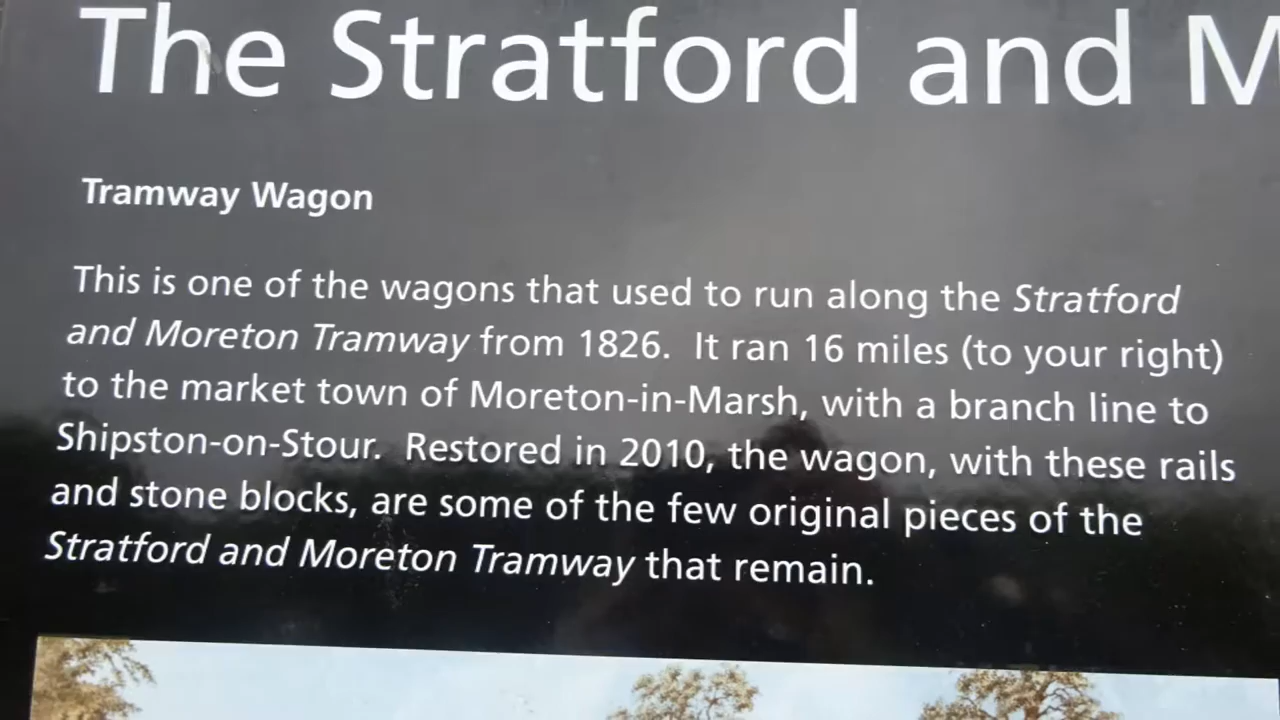 The Stratford and M
Tramway Wagon
This is one of the wagons that used to run along the Stratford
and Moreton Tramway from 1826. It ran 16 miles (to your right)
to the market town of Moreton-in-Marsh, with a branch line to
Shipston-on-Stour. Restored in 2010, the wagon, with these rails
and stone blocks, are some of the few original pieces of the
Stratford and Moreton Tramway that remain.